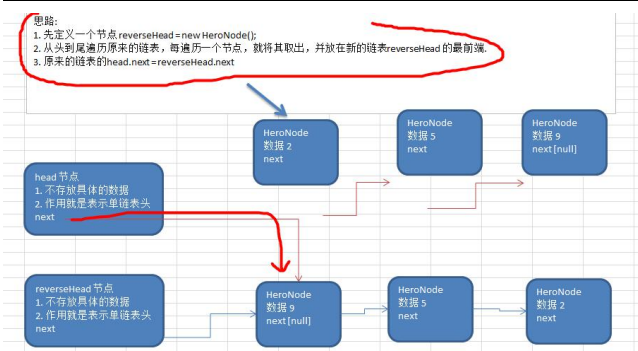 思路:
1. 先定义一个节点 reverseHead = new HeroNode();
2. 从头到尾遍历原来的链表，每遍历一个节点，就将其取出，并放在新的链表reverseHead 的最前端.
3. 原来的链表的head.next = reverseHead.next
HeroNode
数据 2
next
HeroNode
数据 5
next
HeroNode
数据 9
next [null]
head 节点
1. 不存放具体的数据
2. 作用就是表示单链表头
next
reverseHead 节点
1. 不存放具体的数据
2. 作用就是表示单链表头
next
HeroNode
数据 9
next [null]
HeroNode
数据 5
next
HeroNode
数据 2
next